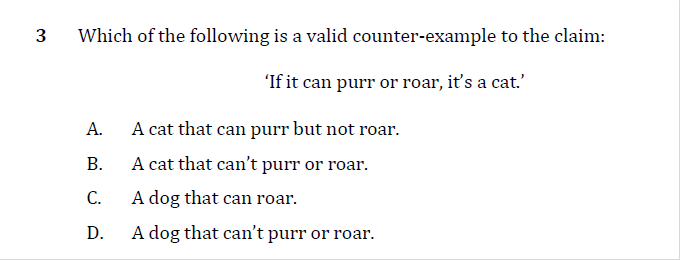 3 Which of the following is a valid counter-example to the claim:
‘If it can purr or roar, it’s a cat.’
A. A cat that can purr but not roar.
B. A cat that can’t purr or roar.
C. A dog that can roar.
D. A dog that can’t purr or roar.